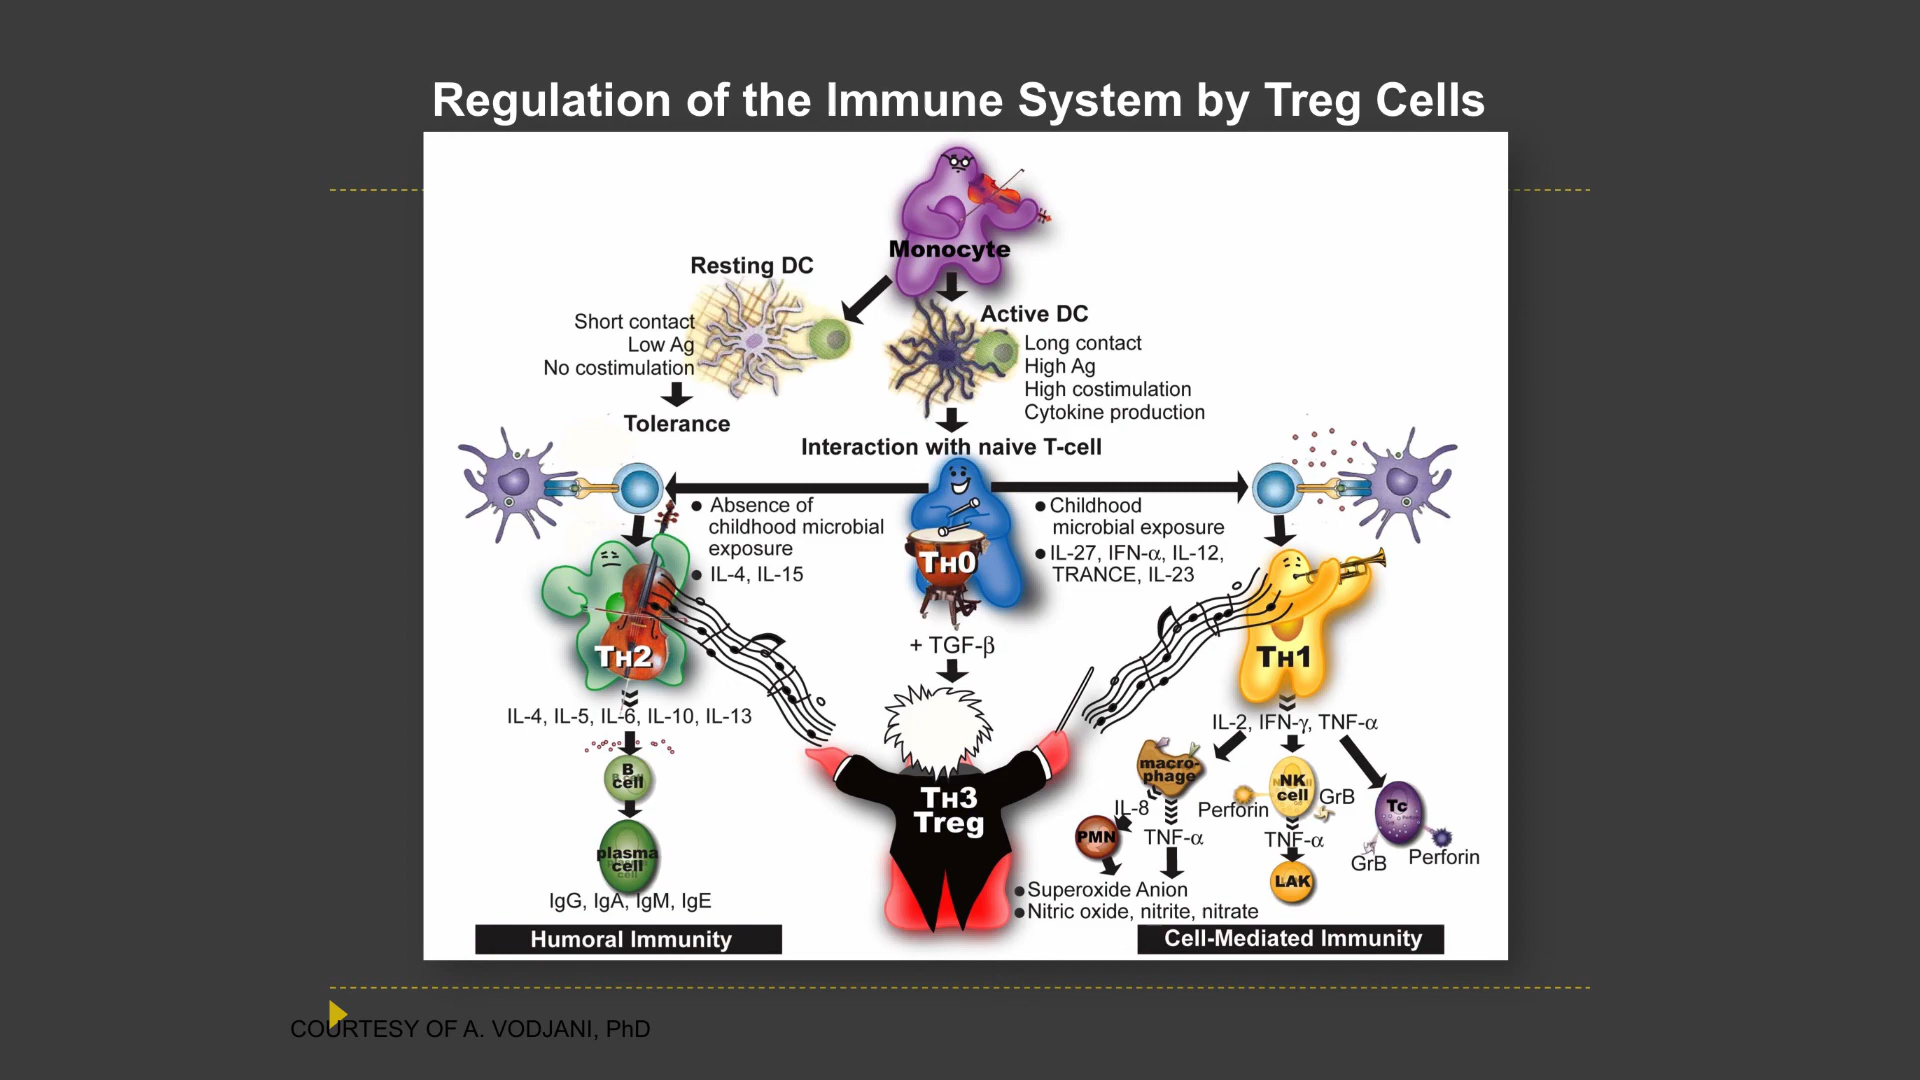 Regulation of the Immune System by Treg Cells
Monocyte
Resting DC
Short contact
Low Ag
No costimulation
Tolerance
Active DC
Long contact
High Ag
High costimulation
Cytokine production
Interaction with naive T-cell
● Absence of
childhood microbial
exposure
● IL-4, IL-15
● Childhood
microbial exposure
● IL-27, IFN-α, IL-12,
TRANCE, IL-23
TH0
+ TGF-β
TH2
IL-4, IL-5, IL-6, IL-10, IL-13
B
cell
plasma
cell
IgG, IgA, IgM, IgE
Humoral Immunity
TH3
Treg
TH1
IL-2, IFN-γ, TNF-α
macro-
phage
IL-8
PMN
TNF-α
NK
cell
Perforin
GrB
TNF-α
LAK
Tc
GrB
Perforin
● Superoxide Anion
● Nitric oxide, nitrite, nitrate
Cell-Mediated Immunity
COURTESY OF A. VODJANI, PhD